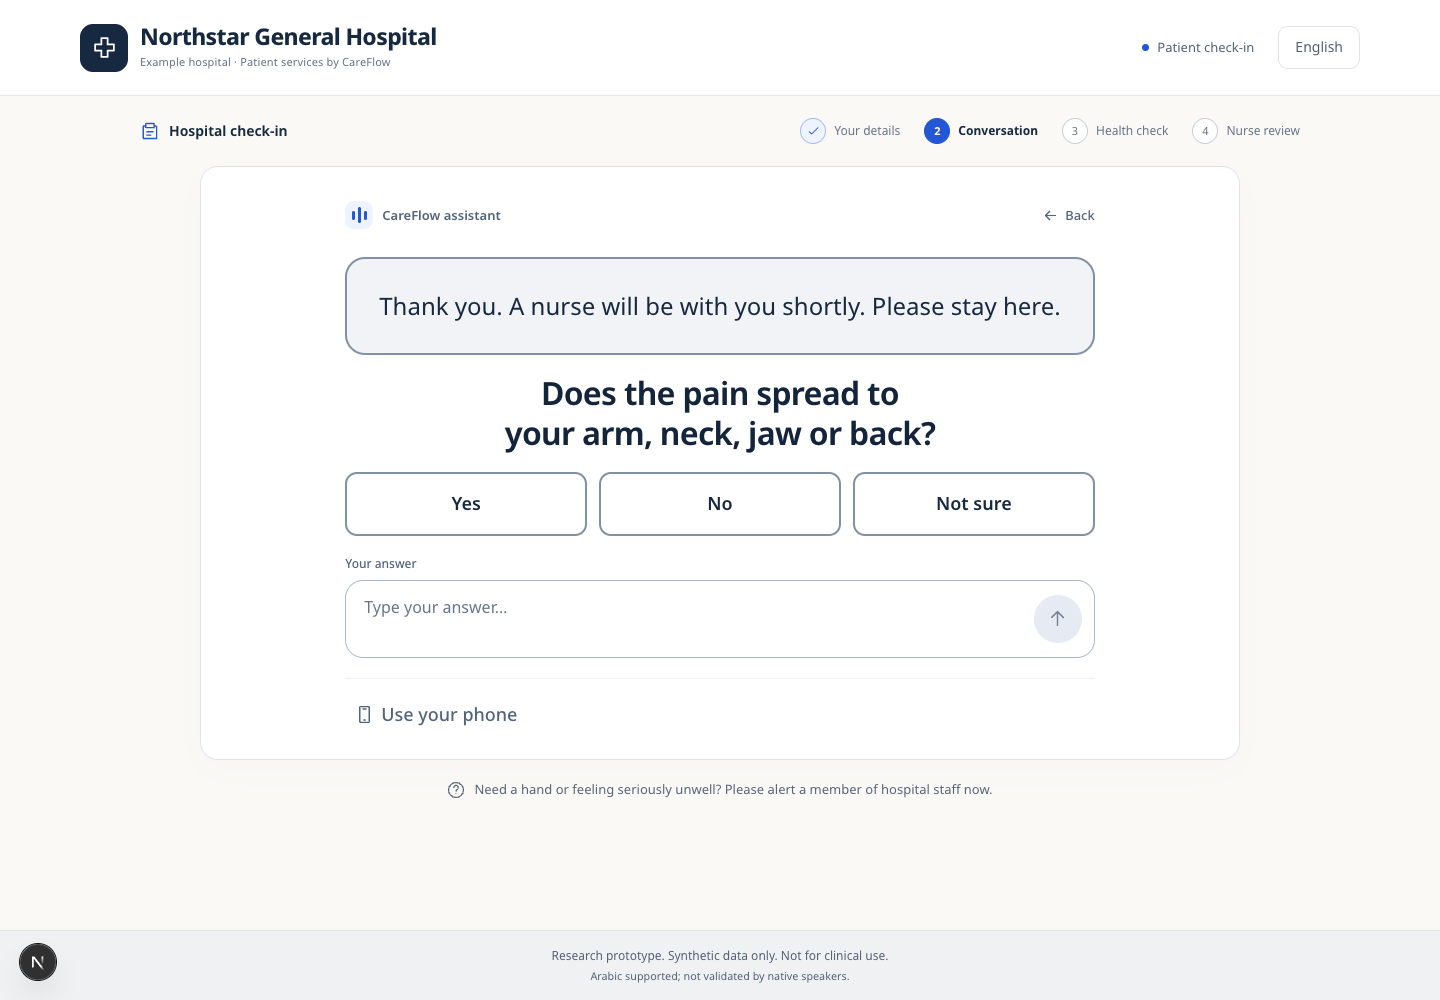 Northstar General Hospital
Example hospital · Patient services by CareFlow
Patient check-in
English
Hospital check-in
Your details
2 Conversation
3 Health check
4 Nurse review
CareFlow assistant
Back
Thank you. A nurse will be with you shortly. Please stay here.
Does the pain spread to
your arm, neck, jaw or back?
Yes
No
Not sure
Your answer
Type your answer...
Use your phone
Need a hand or feeling seriously unwell? Please alert a member of hospital staff now.
Research prototype. Synthetic data only. Not for clinical use.
Arabic supported; not validated by native speakers.
N